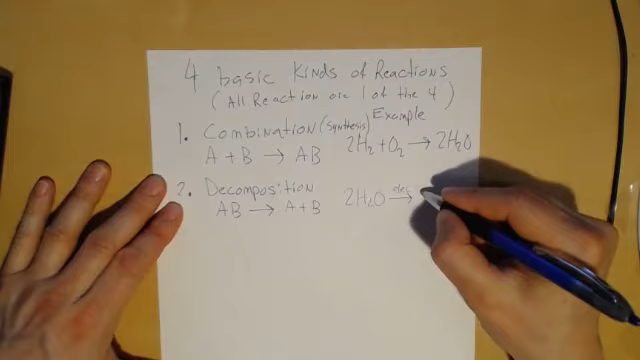 4 basic Kinds of Reactions
(All Reaction are 1 of the 4)
Example
1. Combination (Synthesis)
A + B → AB 2H₂ + O₂ → 2H₂O
2. Decomposition
AB → A + B 2H₂O → elec